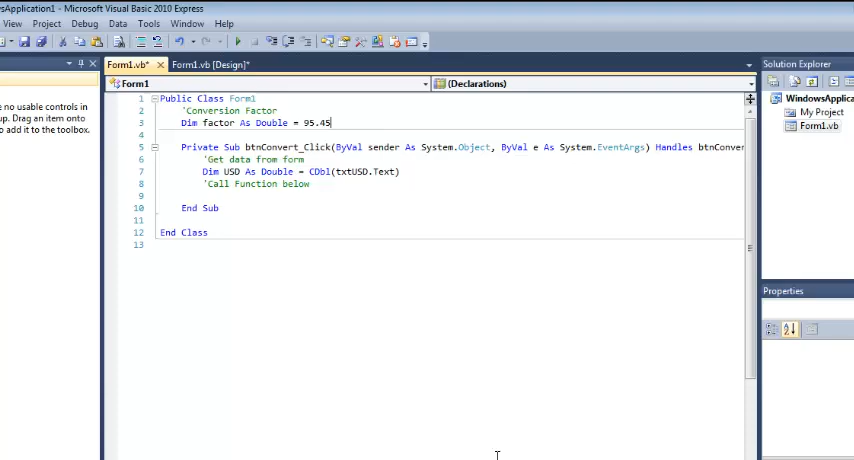 wsApplication1 - Microsoft Visual Basic 2010 Express
View Project Debug Data Tools Window Help
Form1.vb* Form1.vb [Design]*
Solution Explorer
Form1 (Declarations)
e no usable controls in
up. Drag an item onto
o add it to the toolbox.
WindowsApplica
My Project
Form1.vb
1 Public Class Form1
2 'Conversion Factor
3 Dim factor As Double = 95.45
4
5 Private Sub btnConvert_Click(ByVal sender As System.Object, ByVal e As System.EventArgs) Handles btnConver
6 'Get data from form
7 Dim USD As Double = CDbl(txtUSD.Text)
8 'Call Function below
9
10 End Sub
11
12 End Class
13
Properties